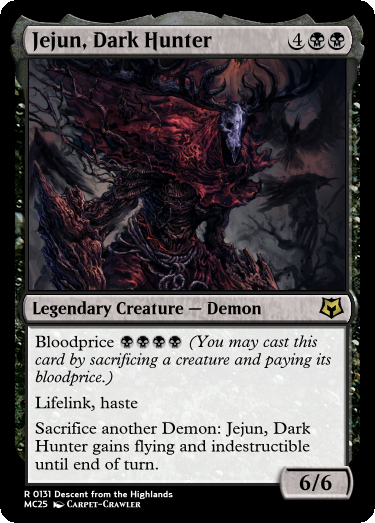 Jejun, Dark Hunter 4
Legendary Creature — Demon
Bloodprice (You may cast this
card by sacrificing a creature and paying its
bloodprice.)
Lifelink, haste
Sacrifice another Demon: Jejun, Dark
Hunter gains flying and indestructible
until end of turn.
6/6
R 0131 Descent from the Highlands
MC25 Carpet-Crawler